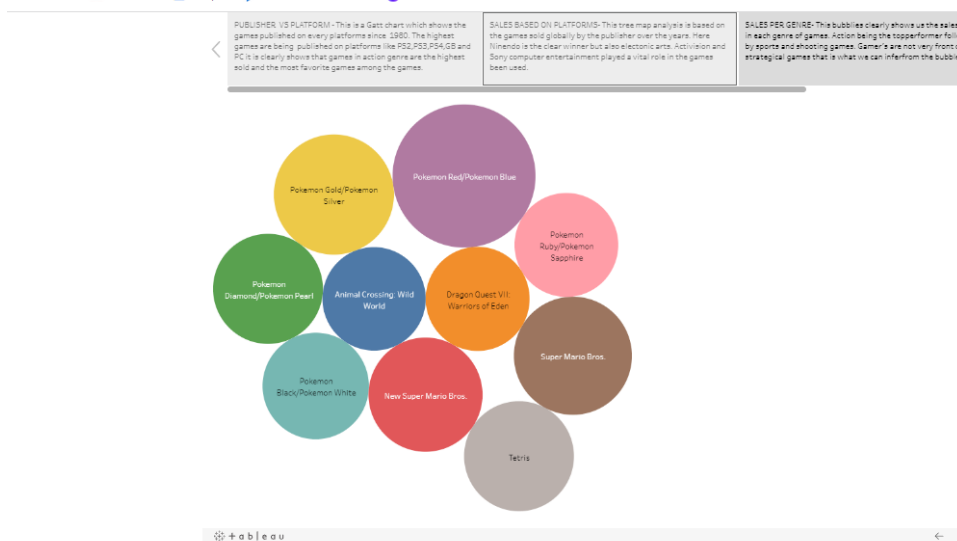 PUBLISHER VS PLATFORM - This is a Gatt chart which shows the
games published on every platforms since 1980. The highest
games are being published on platforms like PS2,PS3,PS4,GB and
PC it is clearly shows that games in action genre are the highest
sold and the most favorite games among the games.
SALES BASED ON PLATFORMS- This tree map analysis is based on
the games sold globally by the publisher over the years. Here
Ninendo is the clear winner but also electonic arts. Activision and
Sony computer entertainment played a vital role in the games
been used.
SALES PER GENRE- This bubblies clearly shows us the sales
in each genre of games. Action being the topperformer foll
by sports and shooting games. Gamer's are not very front o
strategical games that is what we can inferfrom the bubble
Pokemon Red/Pokemon Blue
Pokemon Gold/Pokemon
Silver
Pokemon
Ruby/Pokemon
Sapphire
Pokemon
Diamond/Pokemon Pearl
Animal Crossing: Wild
World
Dragon Quest VII:
Warriors of Eden
Super Mario Bros.
Pokemon
Black/Pokemon White
New Super Mario Bros.
Tetris
+ableau